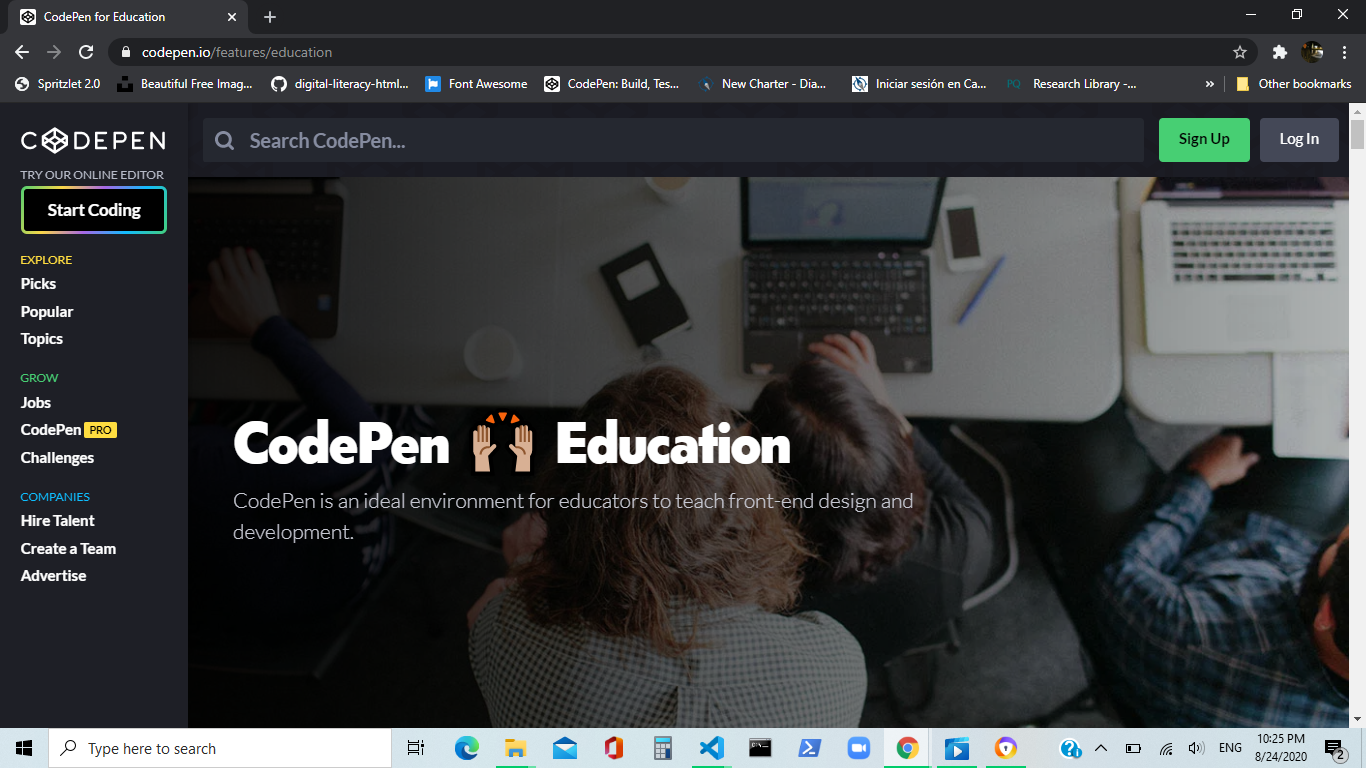 CodePen for Education
codepen.io/features/education
Spritzlet 2.0
Beautiful Free Imag...
digital-literacy-html...
Font Awesome
CodePen: Build, Tes...
New Charter - Dia...
Iniciar sesión en Ca...
PQ
Research Library -...
»
Other bookmarks
CODEPEN
TRY OUR ONLINE EDITOR
Start Coding
EXPLORE
Picks
Popular
Topics
GROW
Jobs
CodePen PRO
Challenges
COMPANIES
Hire Talent
Create a Team
Advertise
Search CodePen...
Sign Up
Log In
CodePen 🙌🏼 Education
CodePen is an ideal environment for educators to teach front-end design and
development.
Type here to search
ENG
10:25 PM
8/24/2020
2